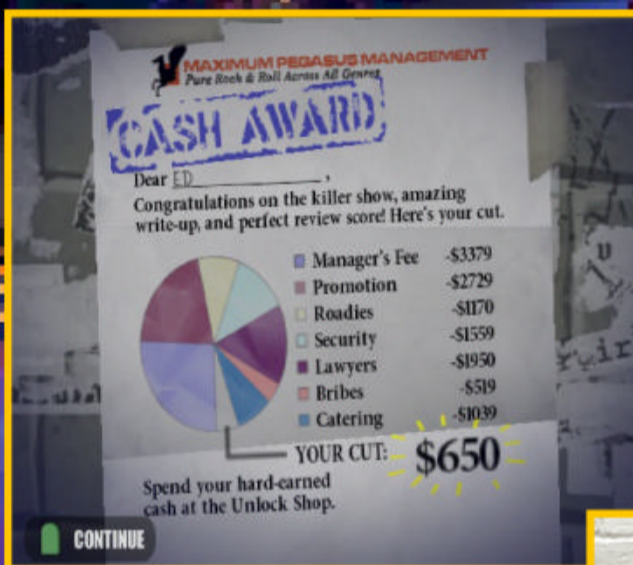 MAXIMUM PEGASUS MANAGEMENT
Pure Rock & Roll Across All Genres
CASH AWARD
Dear ED,
Congratulations on the killer show, amazing
write-up, and perfect review score! Here's your cut.
Manager's Fee -$3379
Promotion -$2729
Roadies -$1170
Security -$1559
Lawyers -$1950
Bribes -$519
Catering -$1039
YOUR CUT: $650
Spend your hard-earned
cash at the Unlock Shop.
CONTINUE